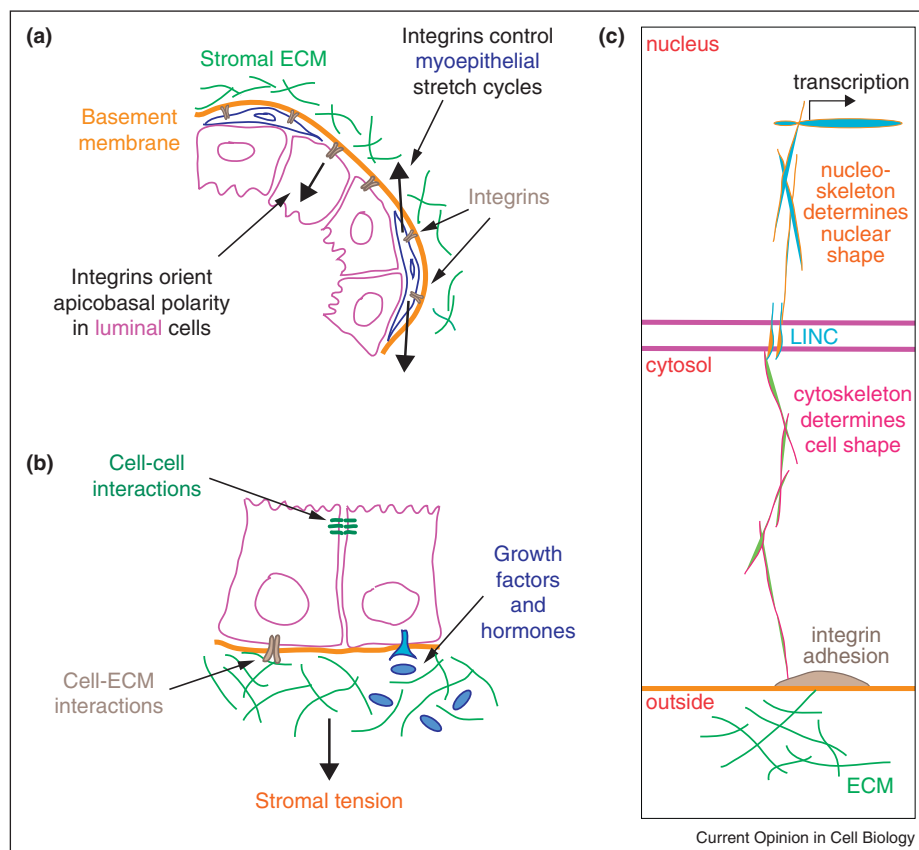 (a)
Stromal ECM
Basement
membrane
Integrins control
myoepithelial
stretch cycles
Integrins
Integrins orient
apicobasal polarity
in luminal cells
(b)
Cell-cell
interactions
Growth
factors
and
hormones
Cell-ECM
interactions
Stromal tension
(c)
nucleus
transcription
nucleo-
skeleton
determines
nuclear
shape
LINC
cytosol
cytoskeleton
determines
cell shape
integrin
adhesion
outside
ECM
Current Opinion in Cell Biology